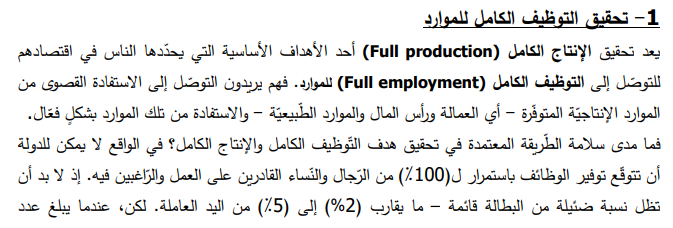 1- تحقيق التوظيف الكامل للموارد
يعد تحقيق الإنتاج الكامل (Full production) أحد الأهداف الأساسية التي يحدّدها الناس في اقتصادهم
للتوصّل إلى التوظيف الكامل (Full employment) للموارد. فهم يريدون التوصّل إلى الاستفادة القصوى من
الموارد الإنتاجيّة المتوفّرة – أي العمالة ورأس المال والموارد الطّبيعيّة – والاستفادة من تلك الموارد بشكلٍ فعّال.
فما مدى سلامة الطّريقة المعتمدة في تحقيق هدف التّوظيف الكامل والإنتاج الكامل؟ في الواقع لا يمكن للدولة
أن تتوقّع توفير الوظائف باستمرار ل(100٪) من الرّجال والنّساء القادرين على العمل والرّاغبين فيه. إذ لا بد أن
تظل نسبة ضئيلة من البطالة قائمة – ما يقارب (2%) إلى (5٪) من اليد العاملة. لكن، عندما يبلغ عدد